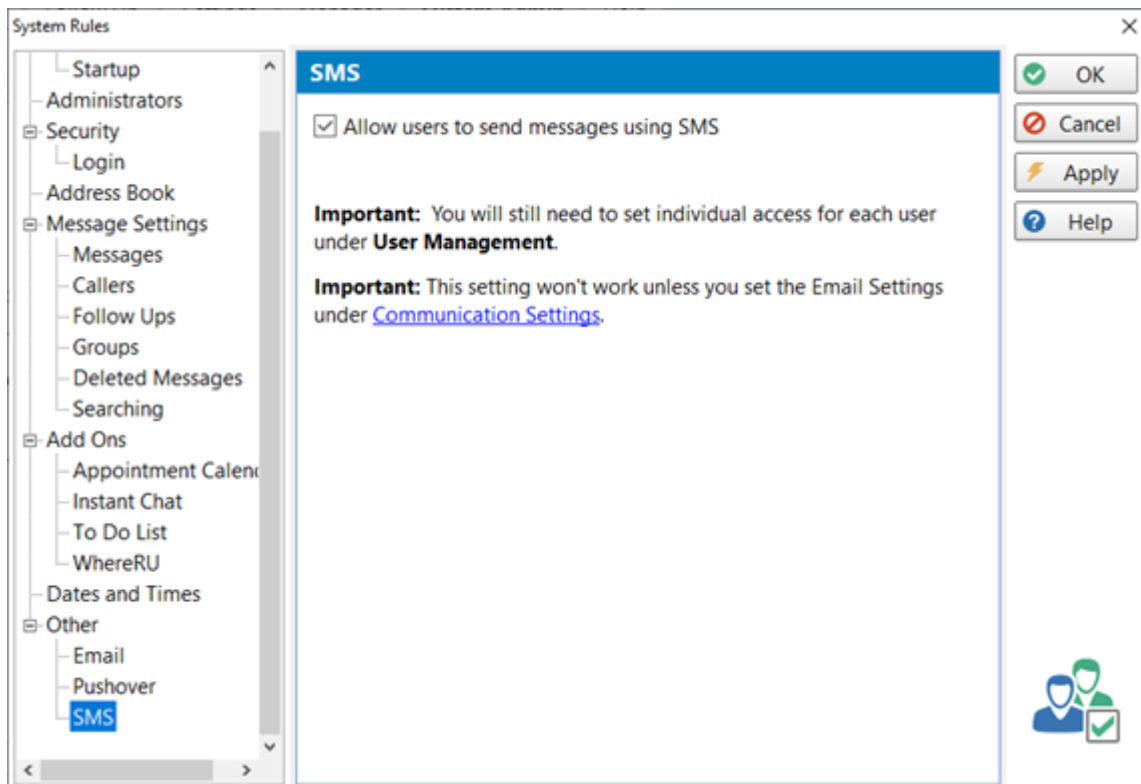 System Rules
Startup
Administrators
Security
Login
Address Book
Message Settings
Messages
Callers
Follow Ups
Groups
Deleted Messages
Searching
Add Ons
Appointment Calen
Instant Chat
To Do List
WhereRU
Dates and Times
Other
Email
Pushover
SMS
SMS
Allow users to send messages using SMS
Important: You will still need to set individual access for each user
under User Management.
Important: This setting won't work unless you set the Email Settings
under Communication Settings.
OK
Cancel
Apply
Help